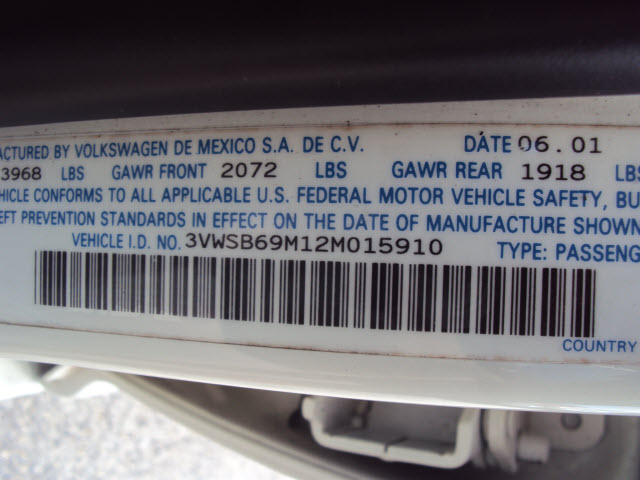 ACTURED BY VOLKSWAGEN DE MEXICO S.A. DE C.V. DATE 06.01
3968 LBS GAWR FRONT 2072 LBS GAWR REAR 1918 LBS
HICLE CONFORMS TO ALL APPLICABLE U.S. FEDERAL MOTOR VEHICLE SAFETY, BU
EFT PREVENTION STANDARDS IN EFFECT ON THE DATE OF MANUFACTURE SHOWN
VEHICLE I.D. NO. 3VWSB69M12M015910 TYPE: PASSENG
COUNTRY